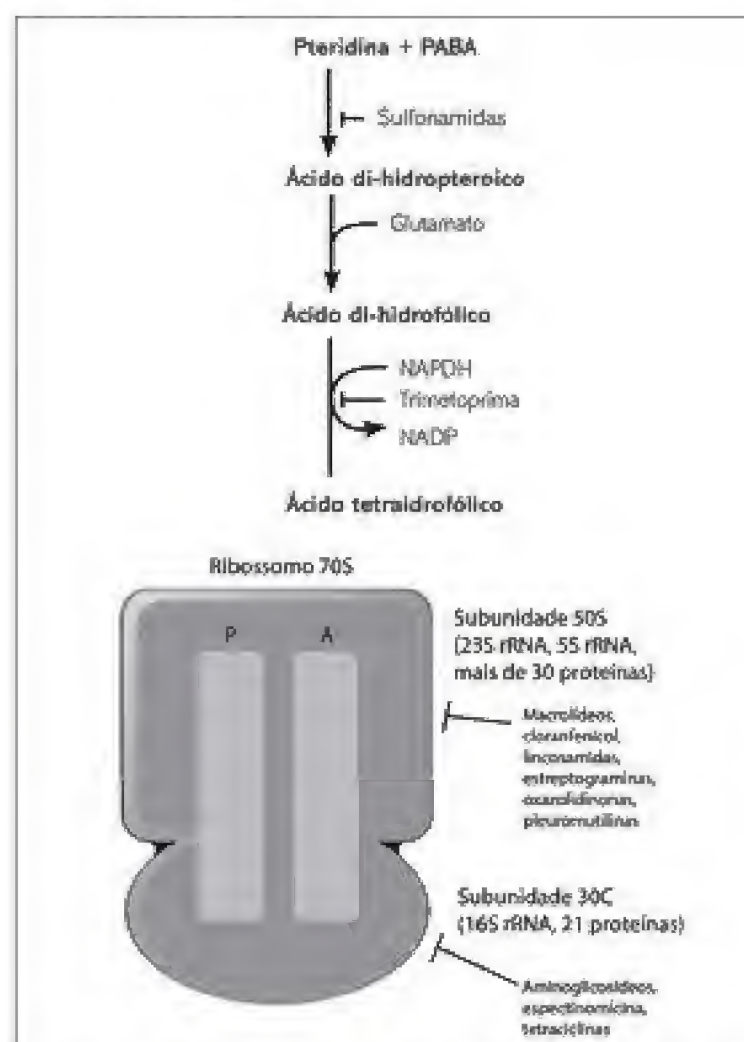 Pteridina + PABA
Sulfonamidas
Ácido di-hidropteroico
Glutamato
Ácido di-hidrofólico
NAPDH
Trimetoprima
NADP
Ácido tetraidrofólico
Ribossomo 70S
P A
Subunidade 50S
(23S rRNA, 5S rRNA,
mais de 30 proteínas)
Macrolídeos,
cloranfenicol,
linconamidas,
estreptograminas,
oxazolidinonas,
pleuromutilinas
Subunidade 30C
(16S rRNA, 21 proteínas)
Aminoglicosídeos,
espectinomicina,
tetraciclinas